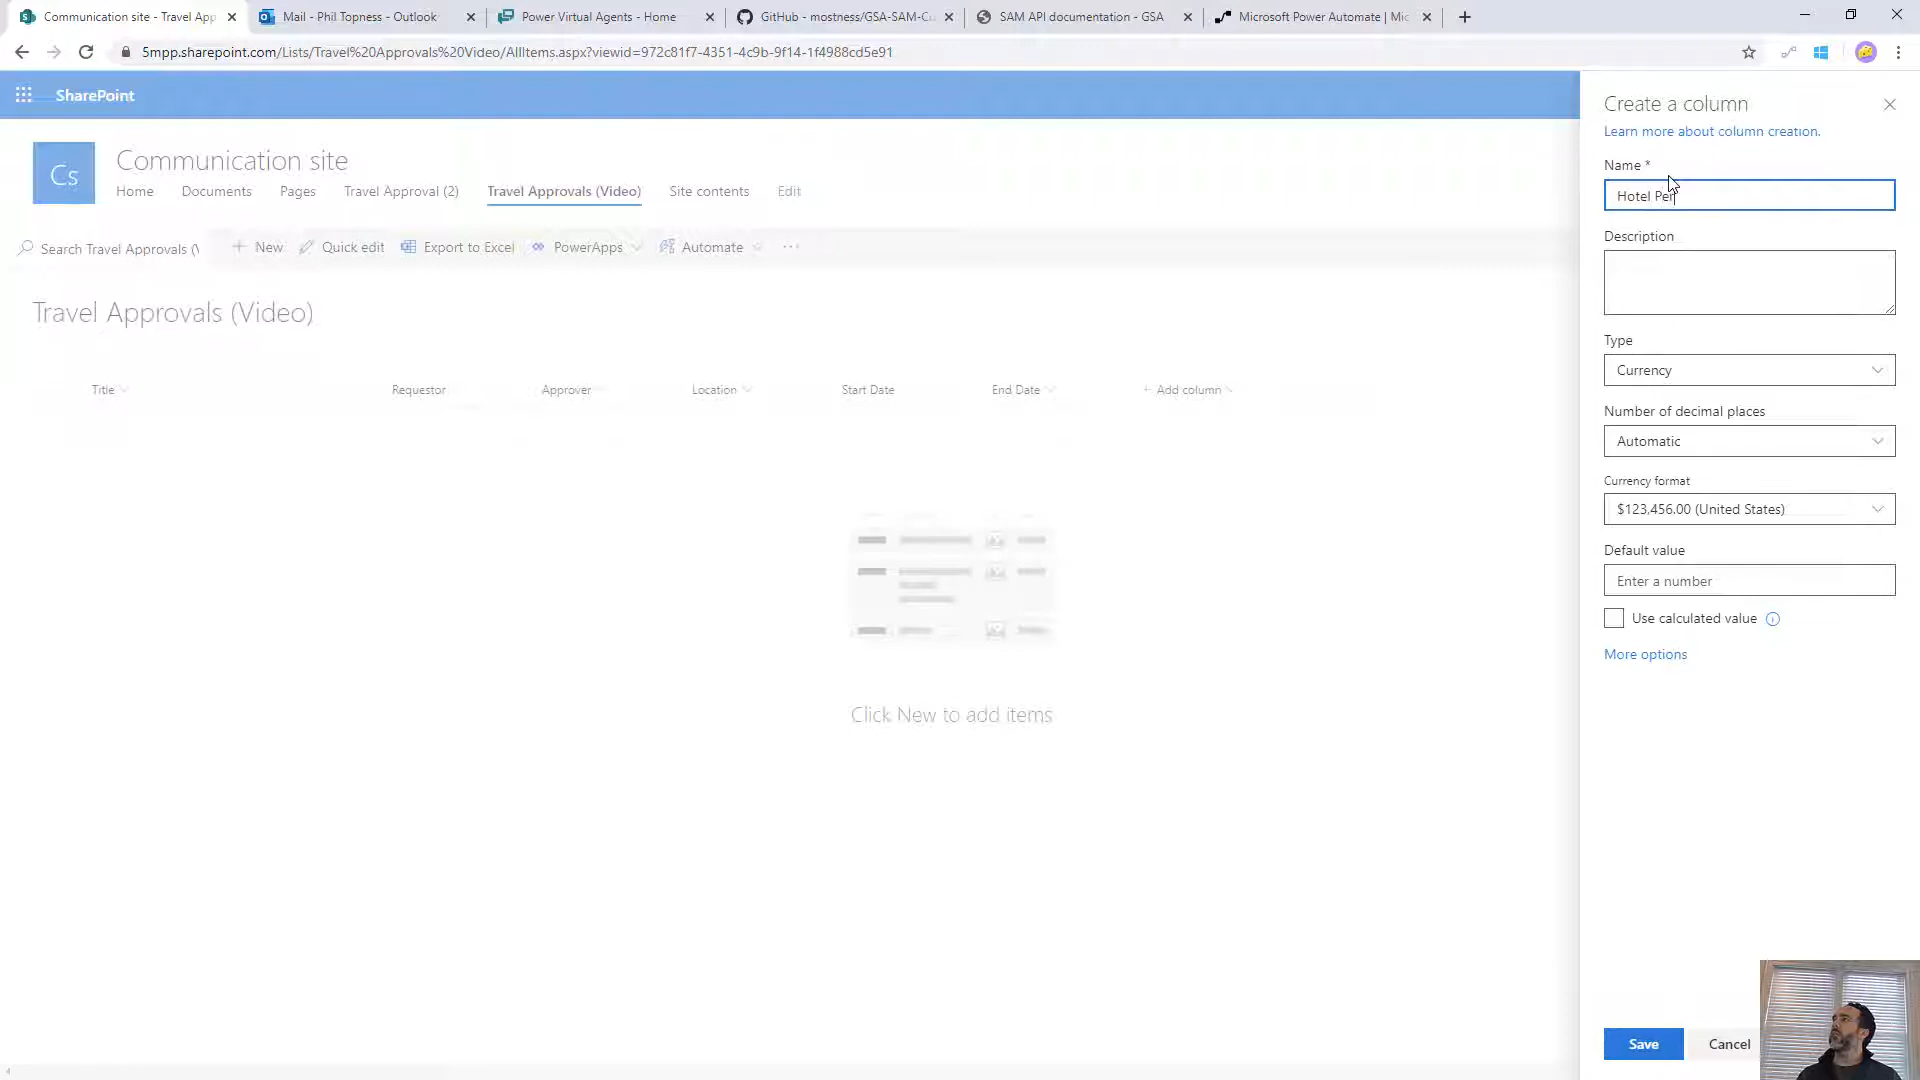 Communication site - Travel App
Mail - Phil Topness - Outlook
Power Virtual Agents - Home
GitHub - mostness/GSA-SAM-Cu
SAM API documentation - GSA
Microsoft Power Automate | Mic
5mpp.sharepoint.com/Lists/Travel%20Approvals%20Video/AllItems.aspx?viewid=972c81f7-4351-4c9b-9f14-1f4988cd5e91
SharePoint
Cs
Communication site
Home
Documents
Pages
Travel Approval (2)
Travel Approvals (Video)
Site contents
Edit
Search Travel Approvals (V
New
Quick edit
Export to Excel
PowerApps
Automate
Travel Approvals (Video)
Title
Requestor
Approver
Location
Start Date
End Date
+ Add column
Click New to add items
Create a column
Learn more about column creation.
Name *
Hotel Per
Description
Type
Currency
Number of decimal places
Automatic
Currency format
$123,456.00 (United States)
Default value
Enter a number
Use calculated value
More options
Save
Cancel